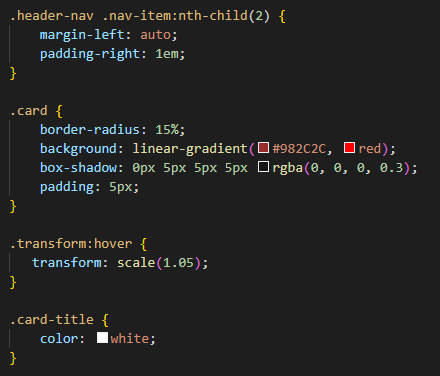 .header-nav .nav-item:nth-child(2) {
    margin-left: auto;
    padding-right: 1em;
}

.card {
    border-radius: 15%;
    background: linear-gradient(#982C2C, red);
    box-shadow: 0px 5px 5px 5px rgba(0, 0, 0, 0.3);
    padding: 5px;
}

.transform:hover {
   transform: scale(1.05);
}

.card-title {
    color: white;
}